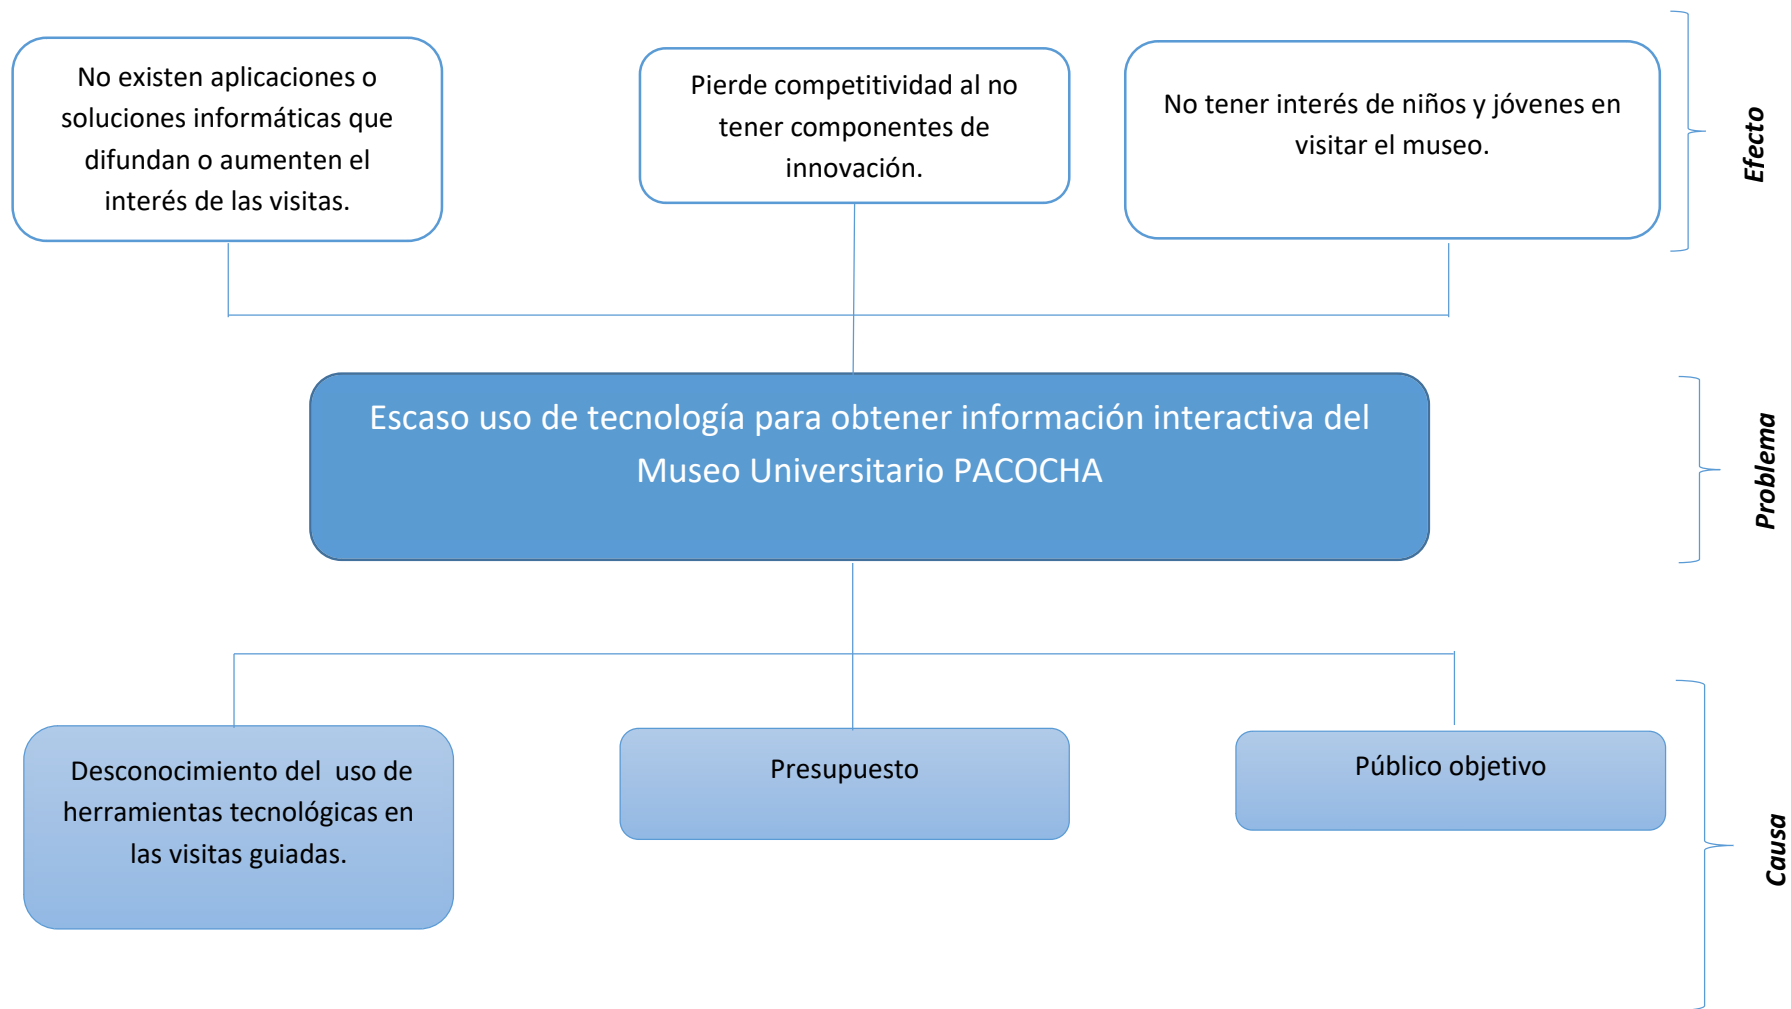 No existen aplicaciones o
soluciones informáticas que
difundan o aumenten el
interés de las visitas.
Pierde competitividad al no
tener componentes de
innovación.
No tener interés de niños y jóvenes en
visitar el museo.
Efecto
Escaso uso de tecnología para obtener información interactiva del
Museo Universitario PACOCHA
Problema
Desconocimiento del  uso de
herramientas tecnológicas en
las visitas guiadas.
Presupuesto
Público objetivo
Causa